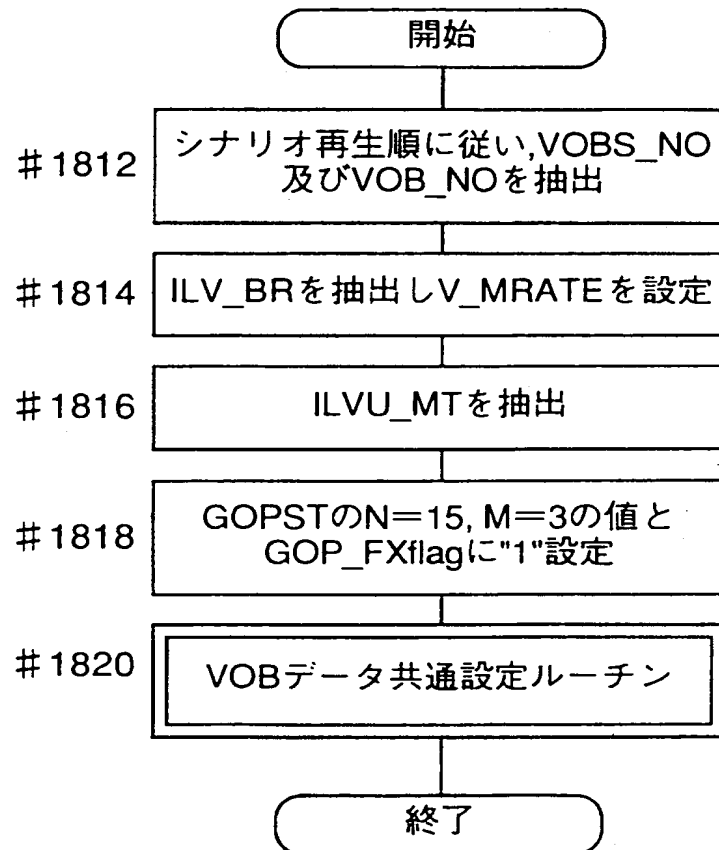 開始
#1812
シナリオ再生順に従い,VOBS_NO
及びVOB_NOを抽出
#1814
ILV_BRを抽出しV_MRATEを設定
#1816
ILVU_MTを抽出
#1818
GOPSTのN=15, M=3の値と
GOP_FXflagに"1"設定
#1820
VOBデータ共通設定ルーチン
終了